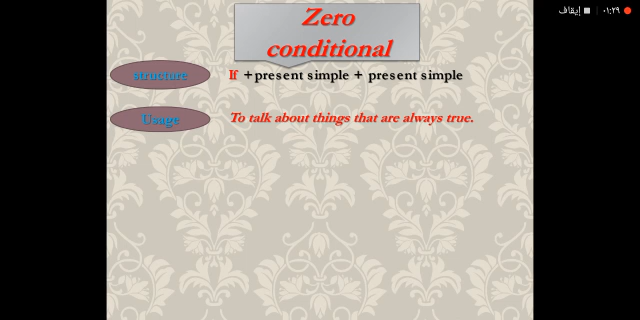 إيقاف ٠١:٢٩
Zero
conditional
structure
If +present simple + present simple
Usage
To talk about things that are always true.